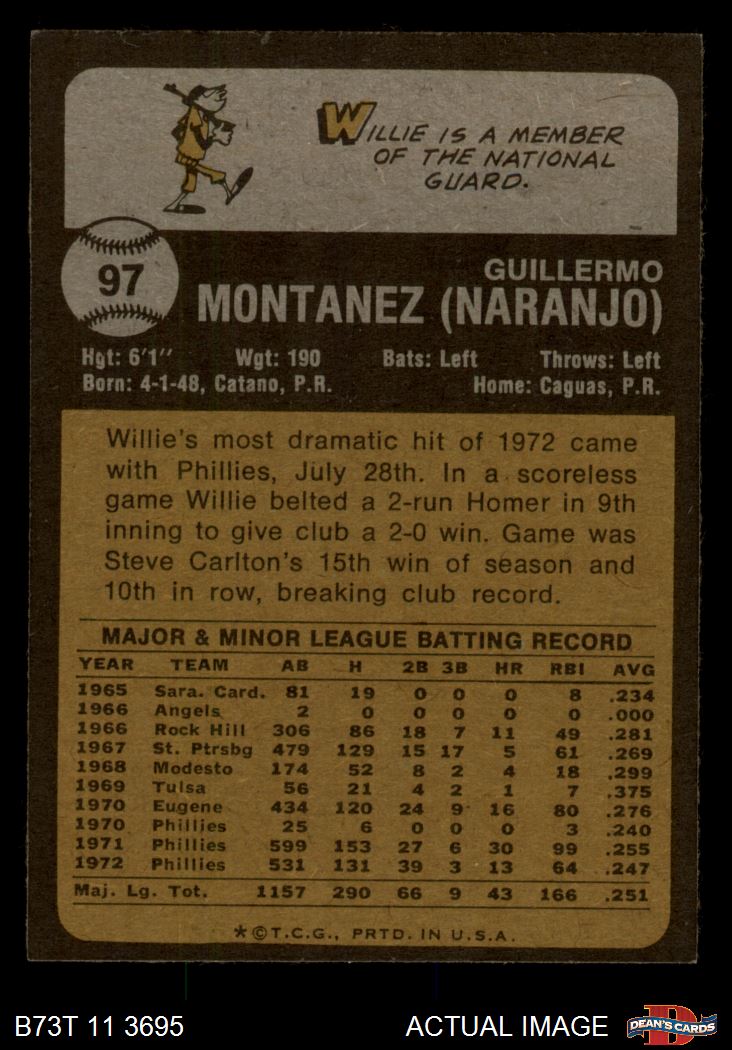 WILLIE IS A MEMBER
OF THE NATIONAL
GUARD.
97
GUILLERMO
MONTANEZ (NARANJO)
Hgt: 6'1" Wgt: 190 Bats: Left Throws: Left
Born: 4-1-48, Catano, P.R. Home: Caguas, P.R.
Willie's most dramatic hit of 1972 came
with Phillies, July 28th. In a scoreless
game Willie belted a 2-run Homer in 9th
inning to give club a 2-0 win. Game was
Steve Carlton's 15th win of season and
10th in row, breaking club record.
MAJOR & MINOR LEAGUE BATTING RECORD
YEAR TEAM AB H 2B 3B HR RBI AVG
1965 Sara. Card. 81 19 0 0 0 8 .234
1966 Angels 2 0 0 0 0 0 .000
1966 Rock Hill 306 86 18 7 11 49 .281
1967 St. Ptrsbg 479 129 15 17 5 61 .269
1968 Modesto 174 52 8 2 4 18 .299
1969 Tulsa 56 21 4 2 1 7 .375
1970 Eugene 434 120 24 9 16 80 .276
1970 Phillies 25 6 0 0 0 3 .240
1971 Phillies 599 153 27 6 30 99 .255
1972 Phillies 531 131 39 3 13 64 .247
Maj. Lg. Tot. 1157 290 66 9 43 166 .251
*©T.C.G., PRTD. IN U.S.A.
B73T 11 3695 ACTUAL IMAGE D DEAN'S CARDS